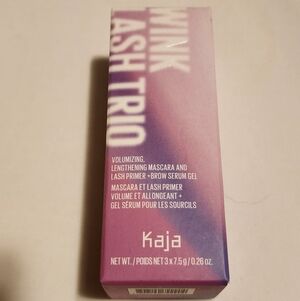 WINK
LASH TRIO
VOLUMIZING,
LENGTHENING MASCARA AND
LASH PRIMER + BROW SERUM GEL
MASCARA ET LASH PRIMER
VOLUME ET ALLONGEANT +
GEL SÉRUM POUR LES SOURCILS
Kaja
NET WT. / POIDS NET 3 x 7.5 g / 0.26 oz.